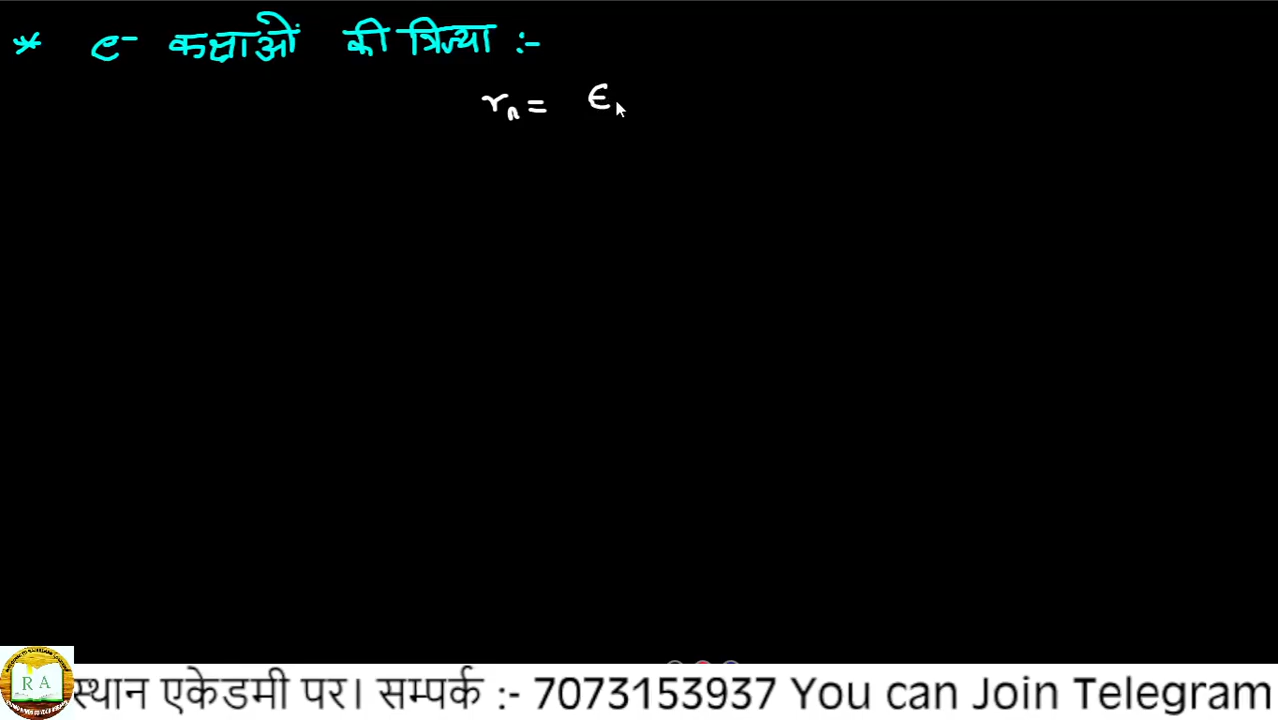 * e⁻ कक्षाओं की त्रिज्या :-
rₙ = ε
स्थान एकेडमी पर। सम्पर्क :- 7073153937 You can Join Telegram
R A